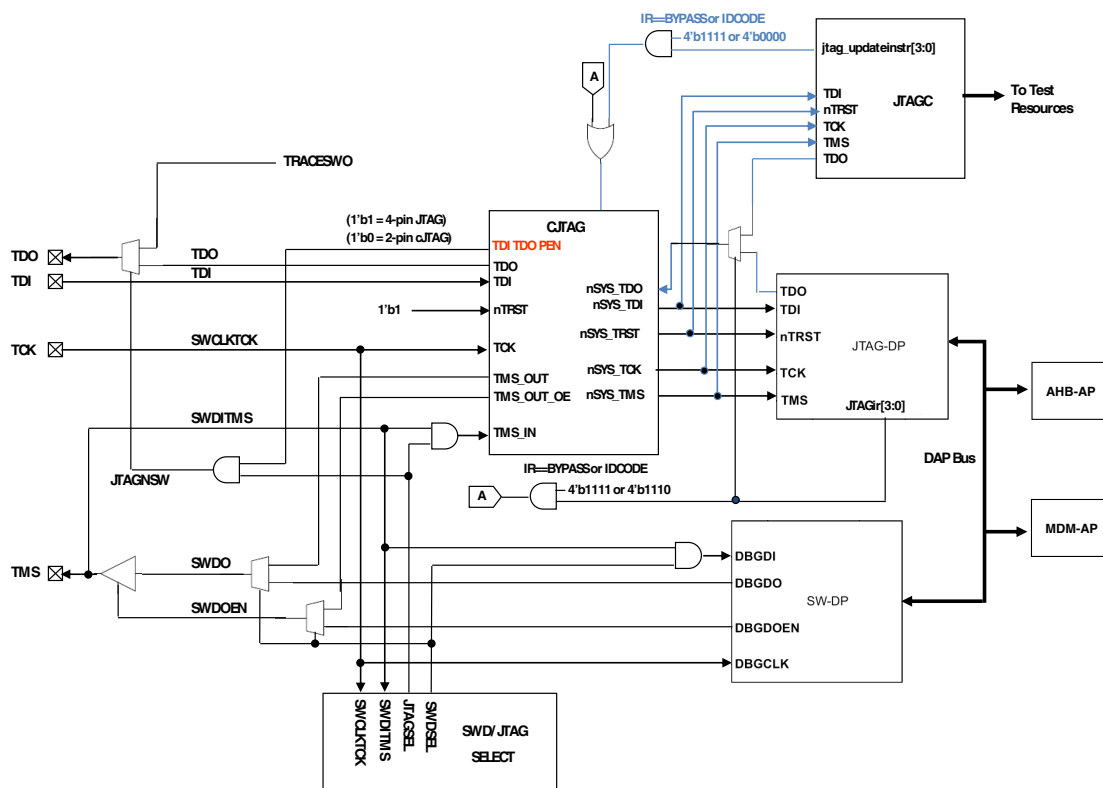 IR==BYPASS or IDCODE
4'b1111 or 4'b0000
jtag_updateinstr[3:0]
A
JTAGC
To Test
Resources
TDI
nTRST
TCK
TMS
TDO
TRACESWO
(1'b1 = 4-pin JTAG)
(1'b0 = 2-pin cJTAG)
CJTAG
TDI TDO PEN
TDO
TDO
TDO
TDI
TDI
TDI
nSYS_TDO
nSYS_TDI
TDO
TDI
1'b1
nTRST
nSYS_TRST
nTRST
JTAG-DP
TCK
SWCLKTCK
TCK
nSYS_TCK
TCK
TMS_OUT
TMS_OUT_OE
nSYS_TMS
TMS
AHB-AP
JTAGir[3:0]
SWDITMS
TMS_IN
DAP Bus
JTAGNSW
IR==BYPASS or IDCODE
4'b1111 or 4'b1110
A
MDM-AP
TMS
SWDO
DBGDI
DBGDO
SWDOEN
SW-DP
DBGDOEN
DBGCLK
SWCLKTCK
SWDITMS
JTAGSEL
SWDSEL
SWD/JTAG
SELECT